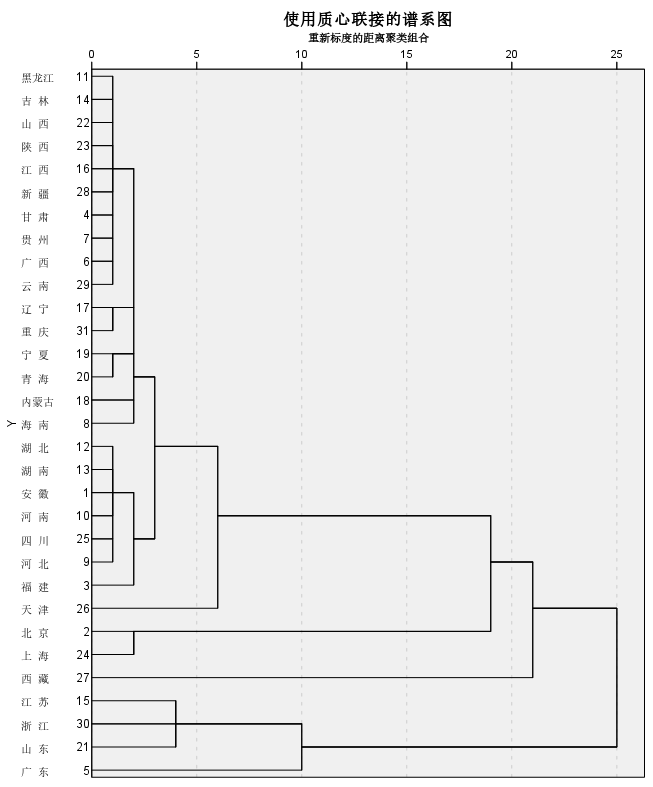 使用质心联接的谱系图
重新标度的距离聚类组合
0 5 10 15 20 25
黑龙江 11
吉 林 14
山 西 22
陕 西 23
江 西 16
新 疆 28
甘 肃 4
贵 州 7
广 西 6
云 南 29
辽 宁 17
重 庆 31
宁 夏 19
青 海 20
内蒙古 18
海 南 8
Y
湖 北 12
湖 南 13
安 徽 1
河 南 10
四 川 25
河 北 9
福 建 3
天 津 26
北 京 2
上 海 24
西 藏 27
江 苏 15
浙 江 30
山 东 21
广 东 5